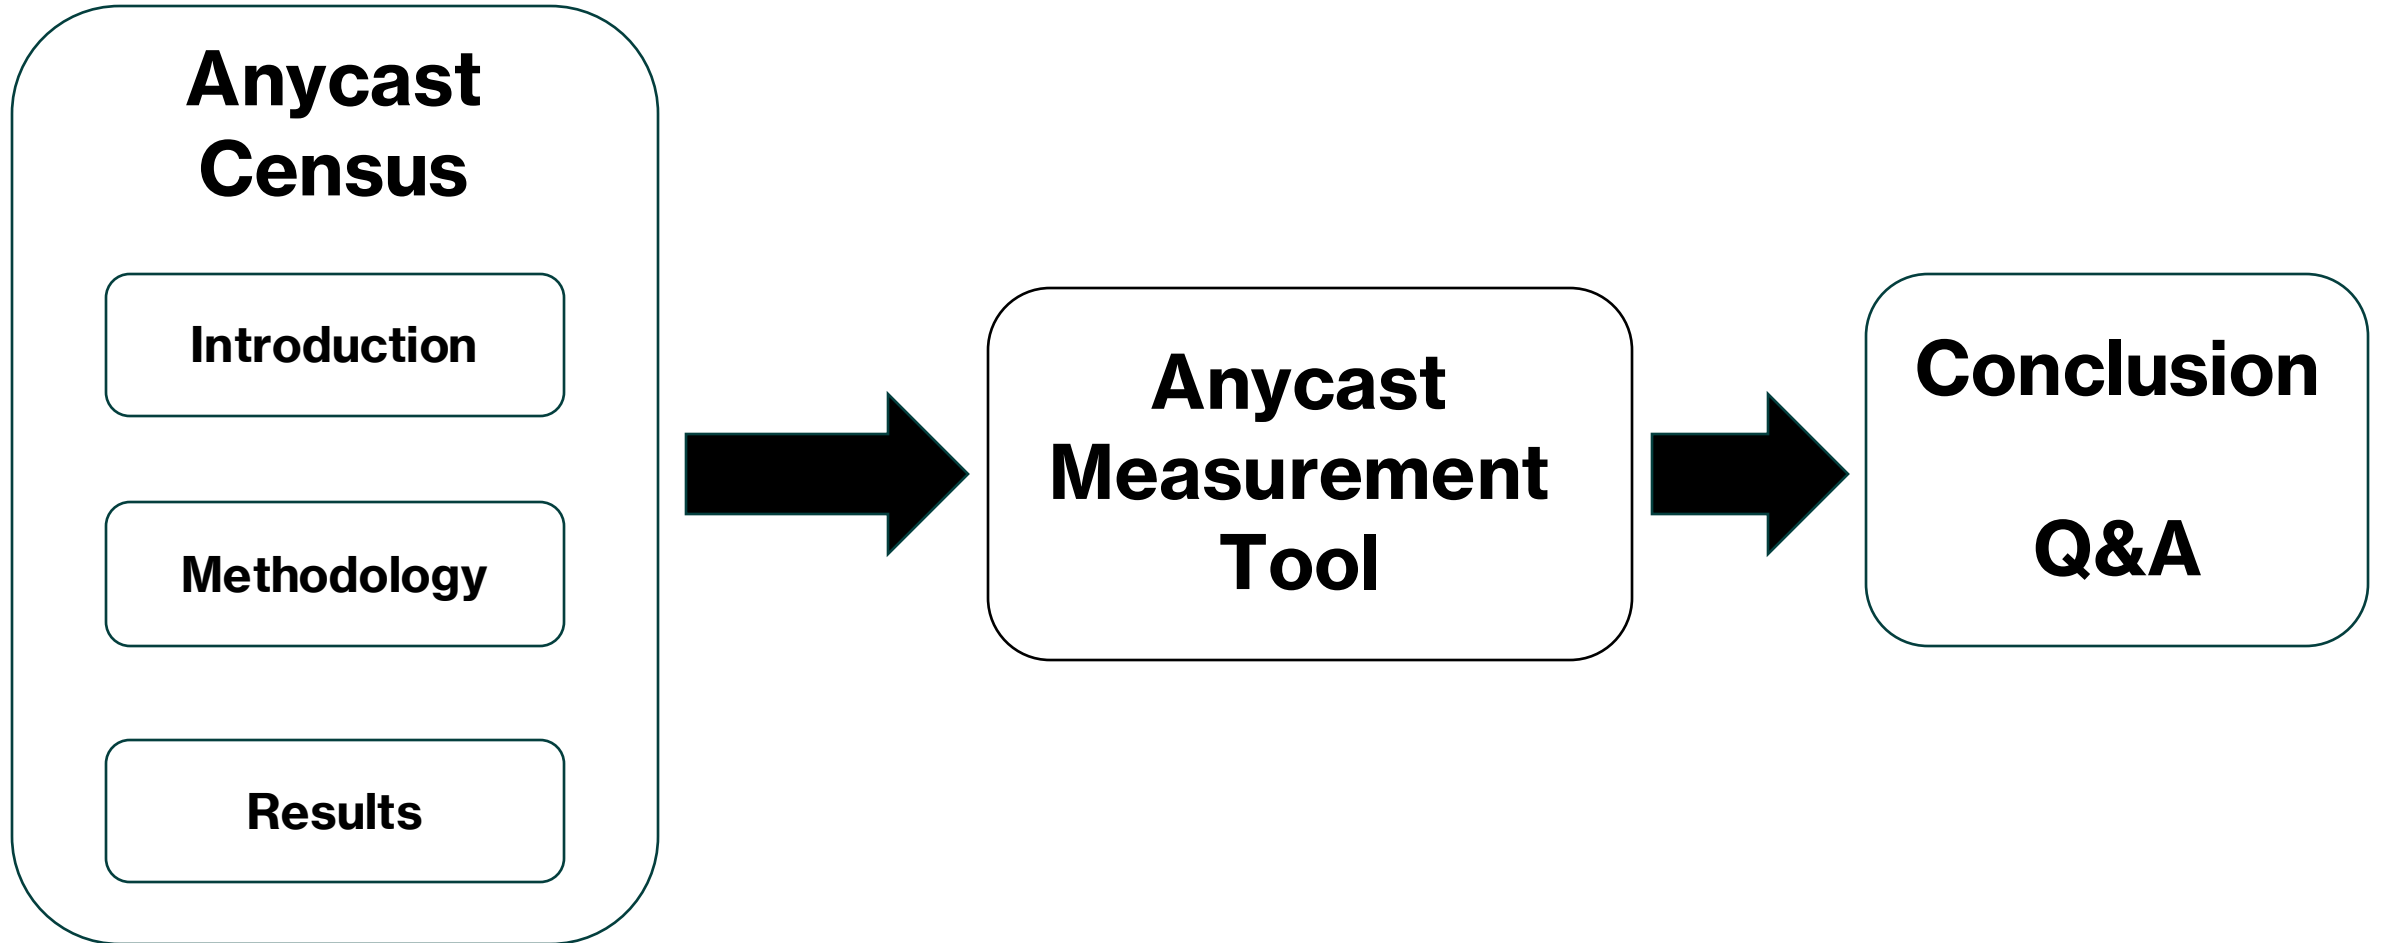 Anycast
Census
Introduction
Methodology
Results
Anycast
Measurement
Tool
Conclusion
Q&A